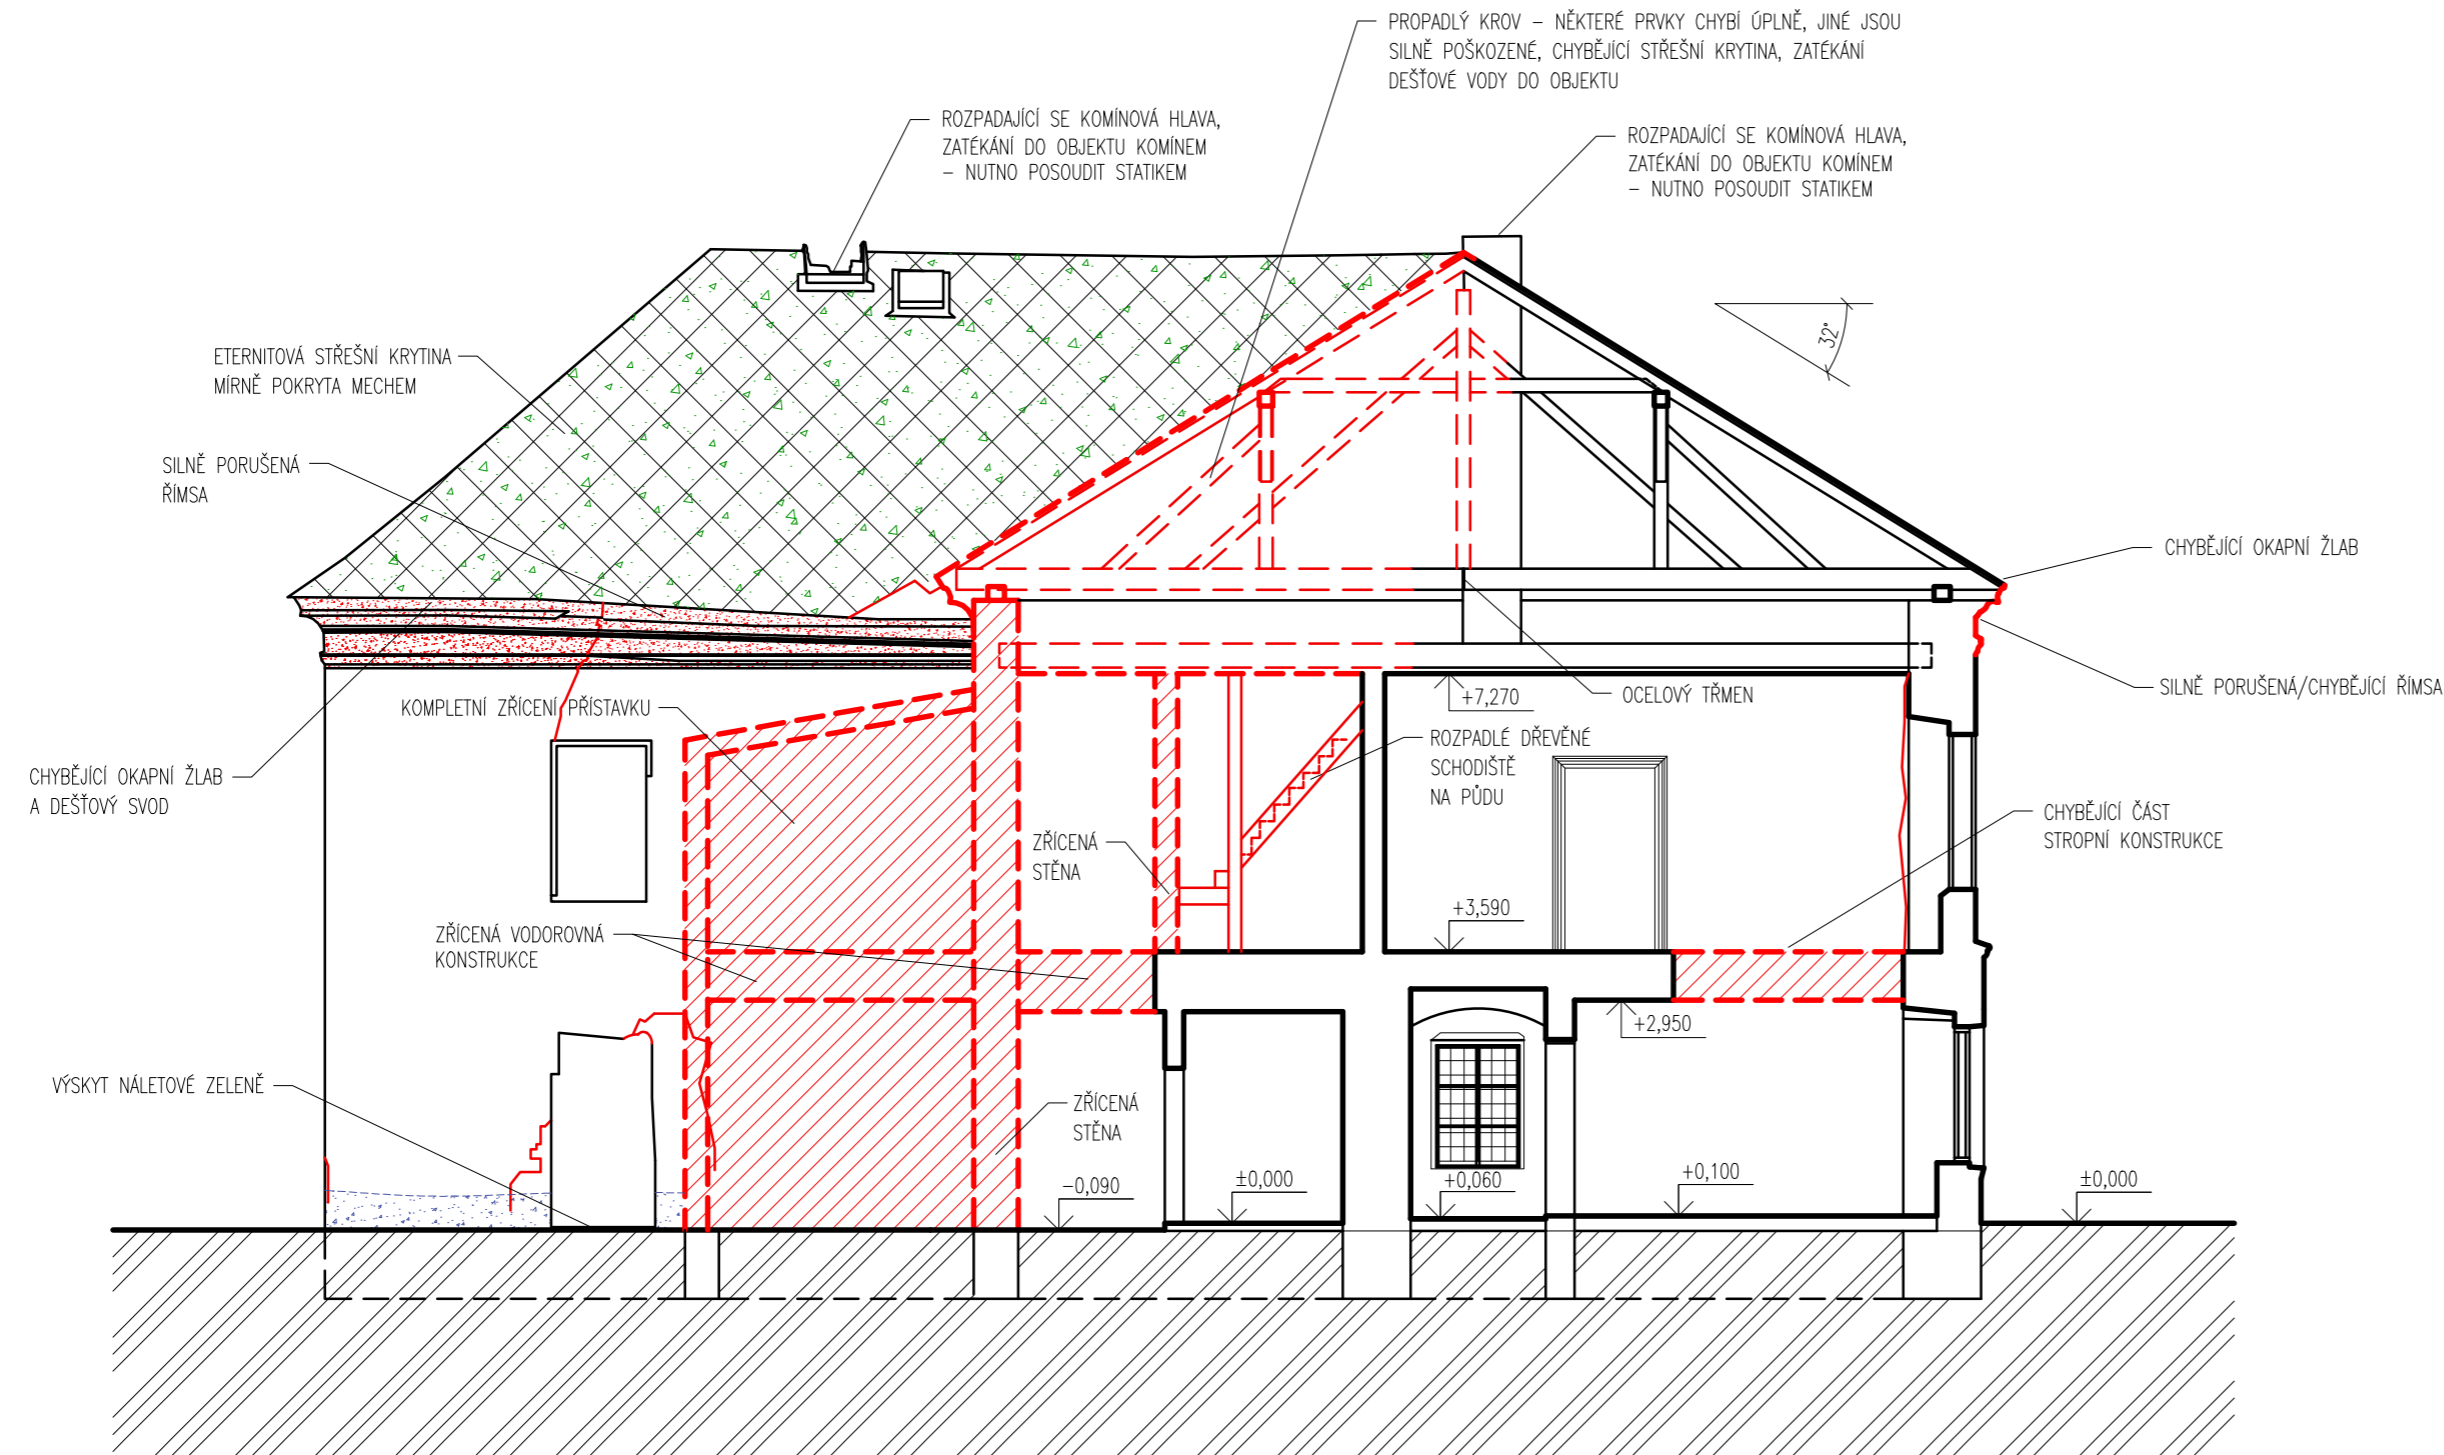 PROPADLÝ KROV – NĚKTERÉ PRVKY CHYBÍ ÚPLNĚ, JINÉ JSOU
SILNĚ POŠKOZENÉ, CHYBĚJÍCÍ STŘEŠNÍ KRYTINA, ZATÉKÁNÍ
DEŠŤOVÉ VODY DO OBJEKTU
ROZPADAJÍCÍ SE KOMÍNOVÁ HLAVA,
ZATÉKÁNÍ DO OBJEKTU KOMÍNEM
– NUTNO POSOUDIT STATIKEM
ROZPADAJÍCÍ SE KOMÍNOVÁ HLAVA,
ZATÉKÁNÍ DO OBJEKTU KOMÍNEM
– NUTNO POSOUDIT STATIKEM
32°
ETERNITOVÁ STŘEŠNÍ KRYTINA
MÍRNĚ POKRYTA MECHEM
SILNĚ PORUŠENÁ
ŘÍMSA
CHYBĚJÍCÍ OKAPNÍ ŽLAB
SILNĚ PORUŠENÁ/CHYBĚJÍCÍ ŘÍMSA
KOMPLETNÍ ZŘÍCENÍ PŘÍSTAVKU
+7,270
OCELOVÝ TŘMEN
ROZPADLÉ DŘEVĚNÉ
SCHODIŠTĚ
NA PŮDU
CHYBĚJÍCÍ OKAPNÍ ŽLAB
A DEŠŤOVÝ SVOD
CHYBĚJÍCÍ ČÁST
STROPNÍ KONSTRUKCE
ZŘÍCENÁ
STĚNA
+3,590
ZŘÍCENÁ VODOROVNÁ
KONSTRUKCE
+2,950
VÝSKYT NÁLETOVÉ ZELENĚ
ZŘÍCENÁ
STĚNA
–0,090
±0,000
+0,060
+0,100
±0,000